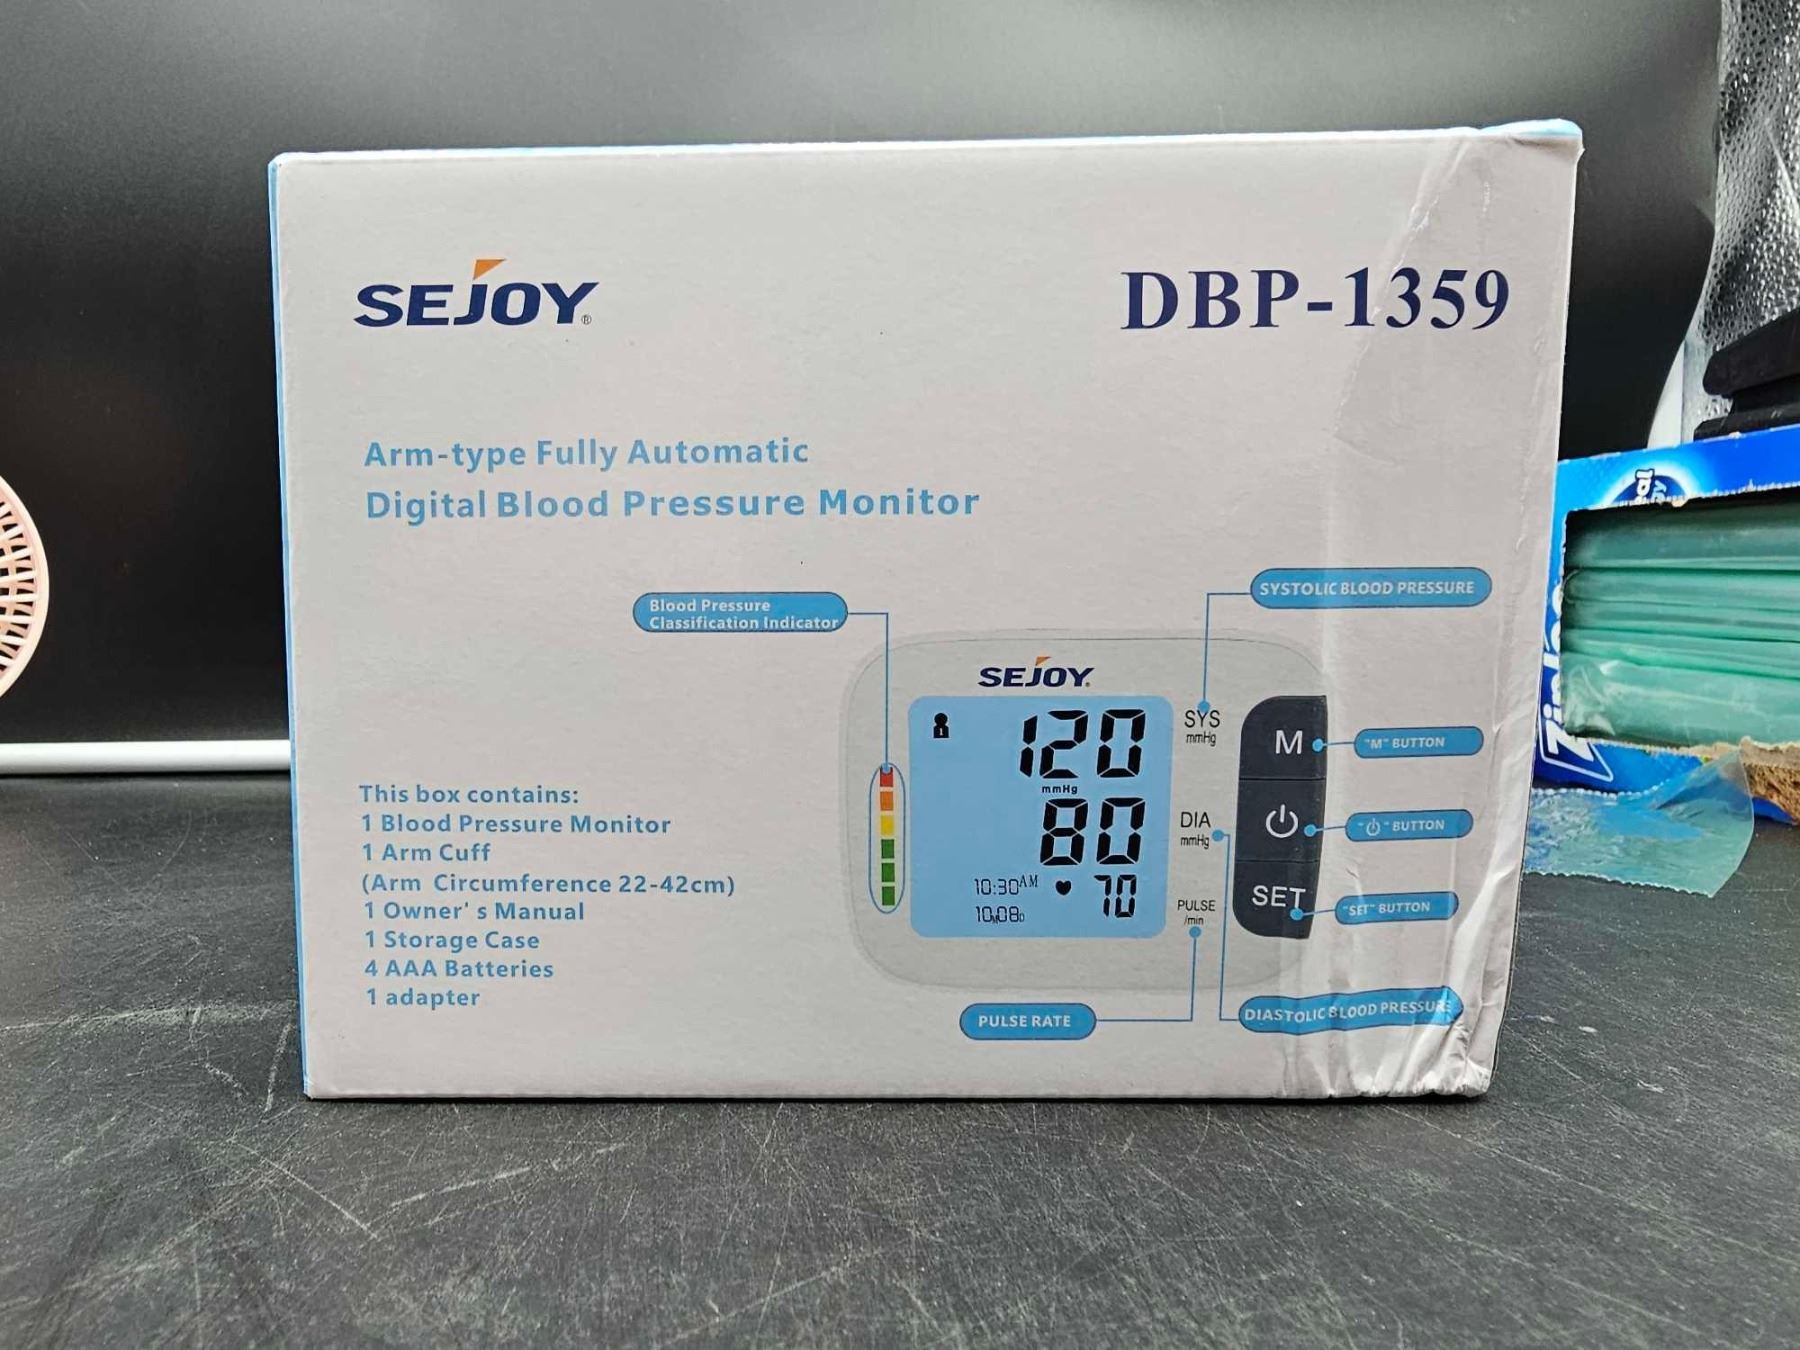 SEJOY®
DBP-1359
Arm-type Fully Automatic
Digital Blood Pressure Monitor
Blood Pressure
Classification Indicator
SYSTOLIC BLOOD PRESSURE
SEJOY
120
mmHg
80
10:30AM
70
SYS
mmHg
DIA
mmHg
PULSE
/min
M
SET
"M" BUTTON
"⏻" BUTTON
"SET" BUTTON
PULSE RATE
DIASTOLIC BLOOD PRESSURE
This box contains:
1 Blood Pressure Monitor
1 Arm Cuff
(Arm Circumference 22-42cm)
1 Owner's Manual
1 Storage Case
4 AAA Batteries
1 adapter